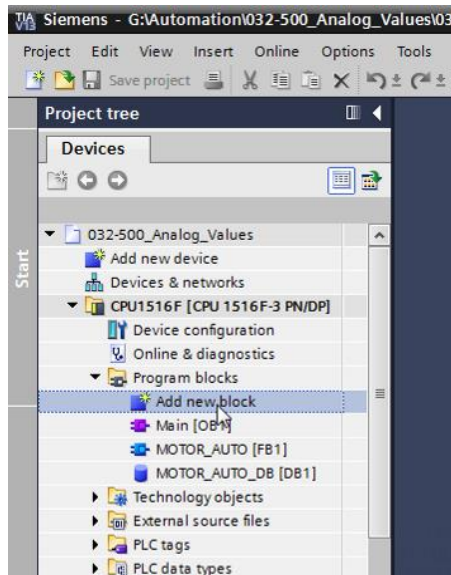 TIA
V13
Siemens - G:\Automation\032-500_Analog_Values\03
Project Edit View Insert Online Options Tools
Save project
Project tree
Devices
Start
032-500_Analog_Values
Add new device
Devices & networks
CPU1516F [CPU 1516F-3 PN/DP]
Device configuration
Online & diagnostics
Program blocks
Add new block
Main [OB1]
MOTOR_AUTO [FB1]
MOTOR_AUTO_DB [DB1]
Technology objects
External source files
PLC tags
PLC data types